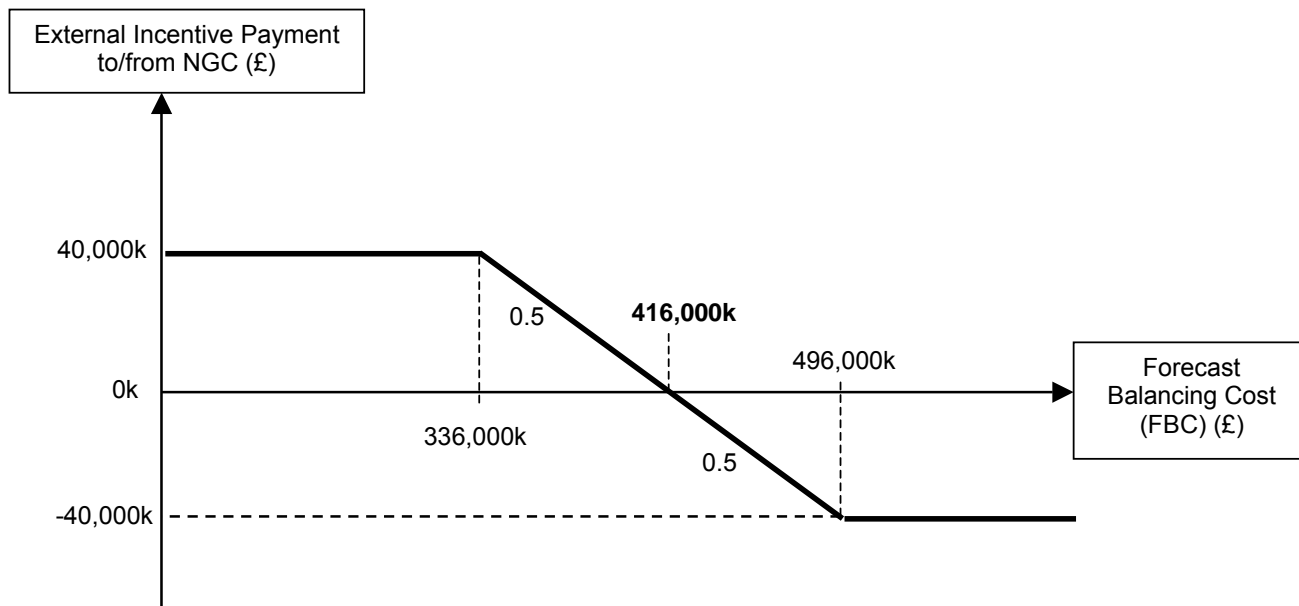 External Incentive Payment
to/from NGC (£)
40,000k
0.5
416,000k
496,000k
0k
336,000k
Forecast
Balancing Cost
(FBC) (£)
0.5
-40,000k